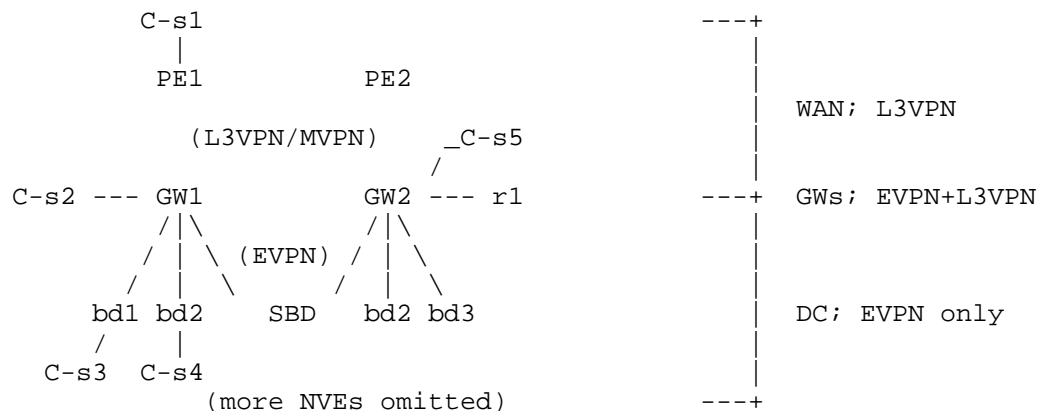 C-s1 ---+
PE1 PE2
WAN; L3VPN
(L3VPN/MVPN) _C-s5
C-s2 --- GW1 GW2 --- r1 ---+ GWs; EVPN+L3VPN
(EVPN)
bd1 bd2 SBD bd2 bd3 DC; EVPN only
C-s3 C-s4
(more NVEs omitted) ---+